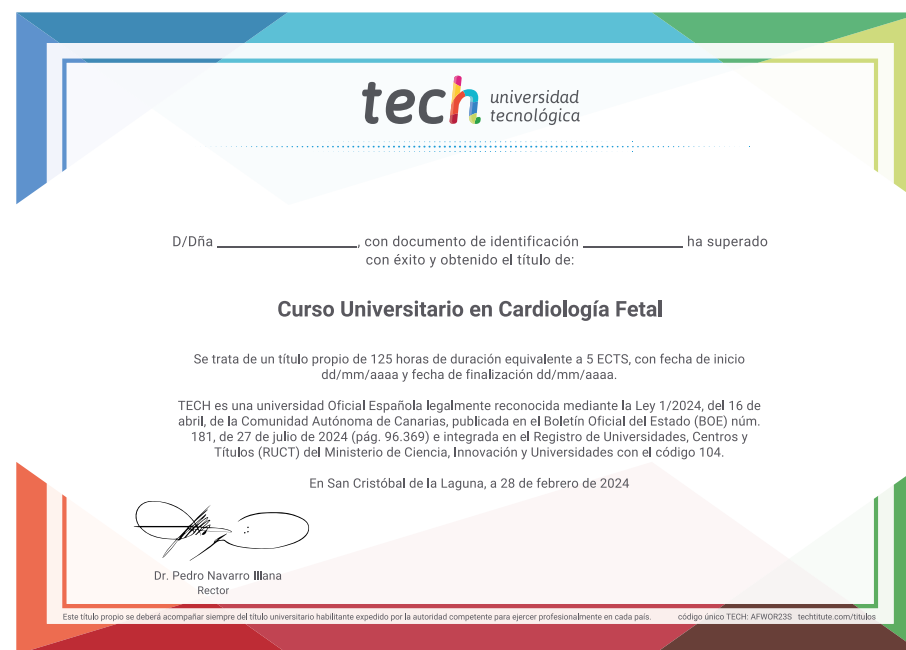 tech universidad
tecnológica
D/Dña ____________, con documento de identificación ____________ ha superado
con éxito y obtenido el título de:
Curso Universitario en Cardiología Fetal
Se trata de un título propio de 125 horas de duración equivalente a 5 ECTS, con fecha de inicio
dd/mm/aaaa y fecha de finalización dd/mm/aaaa.
TECH es una universidad Oficial Española legalmente reconocida mediante la Ley 1/2024, del 16 de
abril, de la Comunidad Autónoma de Canarias, publicada en el Boletín Oficial del Estado (BOE) núm.
181, de 27 de julio de 2024 (pág. 96.369) e integrada en el Registro de Universidades, Centros y
Títulos (RUCT) del Ministerio de Ciencia, Innovación y Universidades con el código 104.
En San Cristóbal de la Laguna, a 28 de febrero de 2024
Dr. Pedro Navarro Illana
Rector
Este título propio se deberá acompañar siempre del título universitario habilitante expedido por la autoridad competente para ejercer profesionalmente en cada país. código único TECH: AFWOR23S techtitute.com/titulos